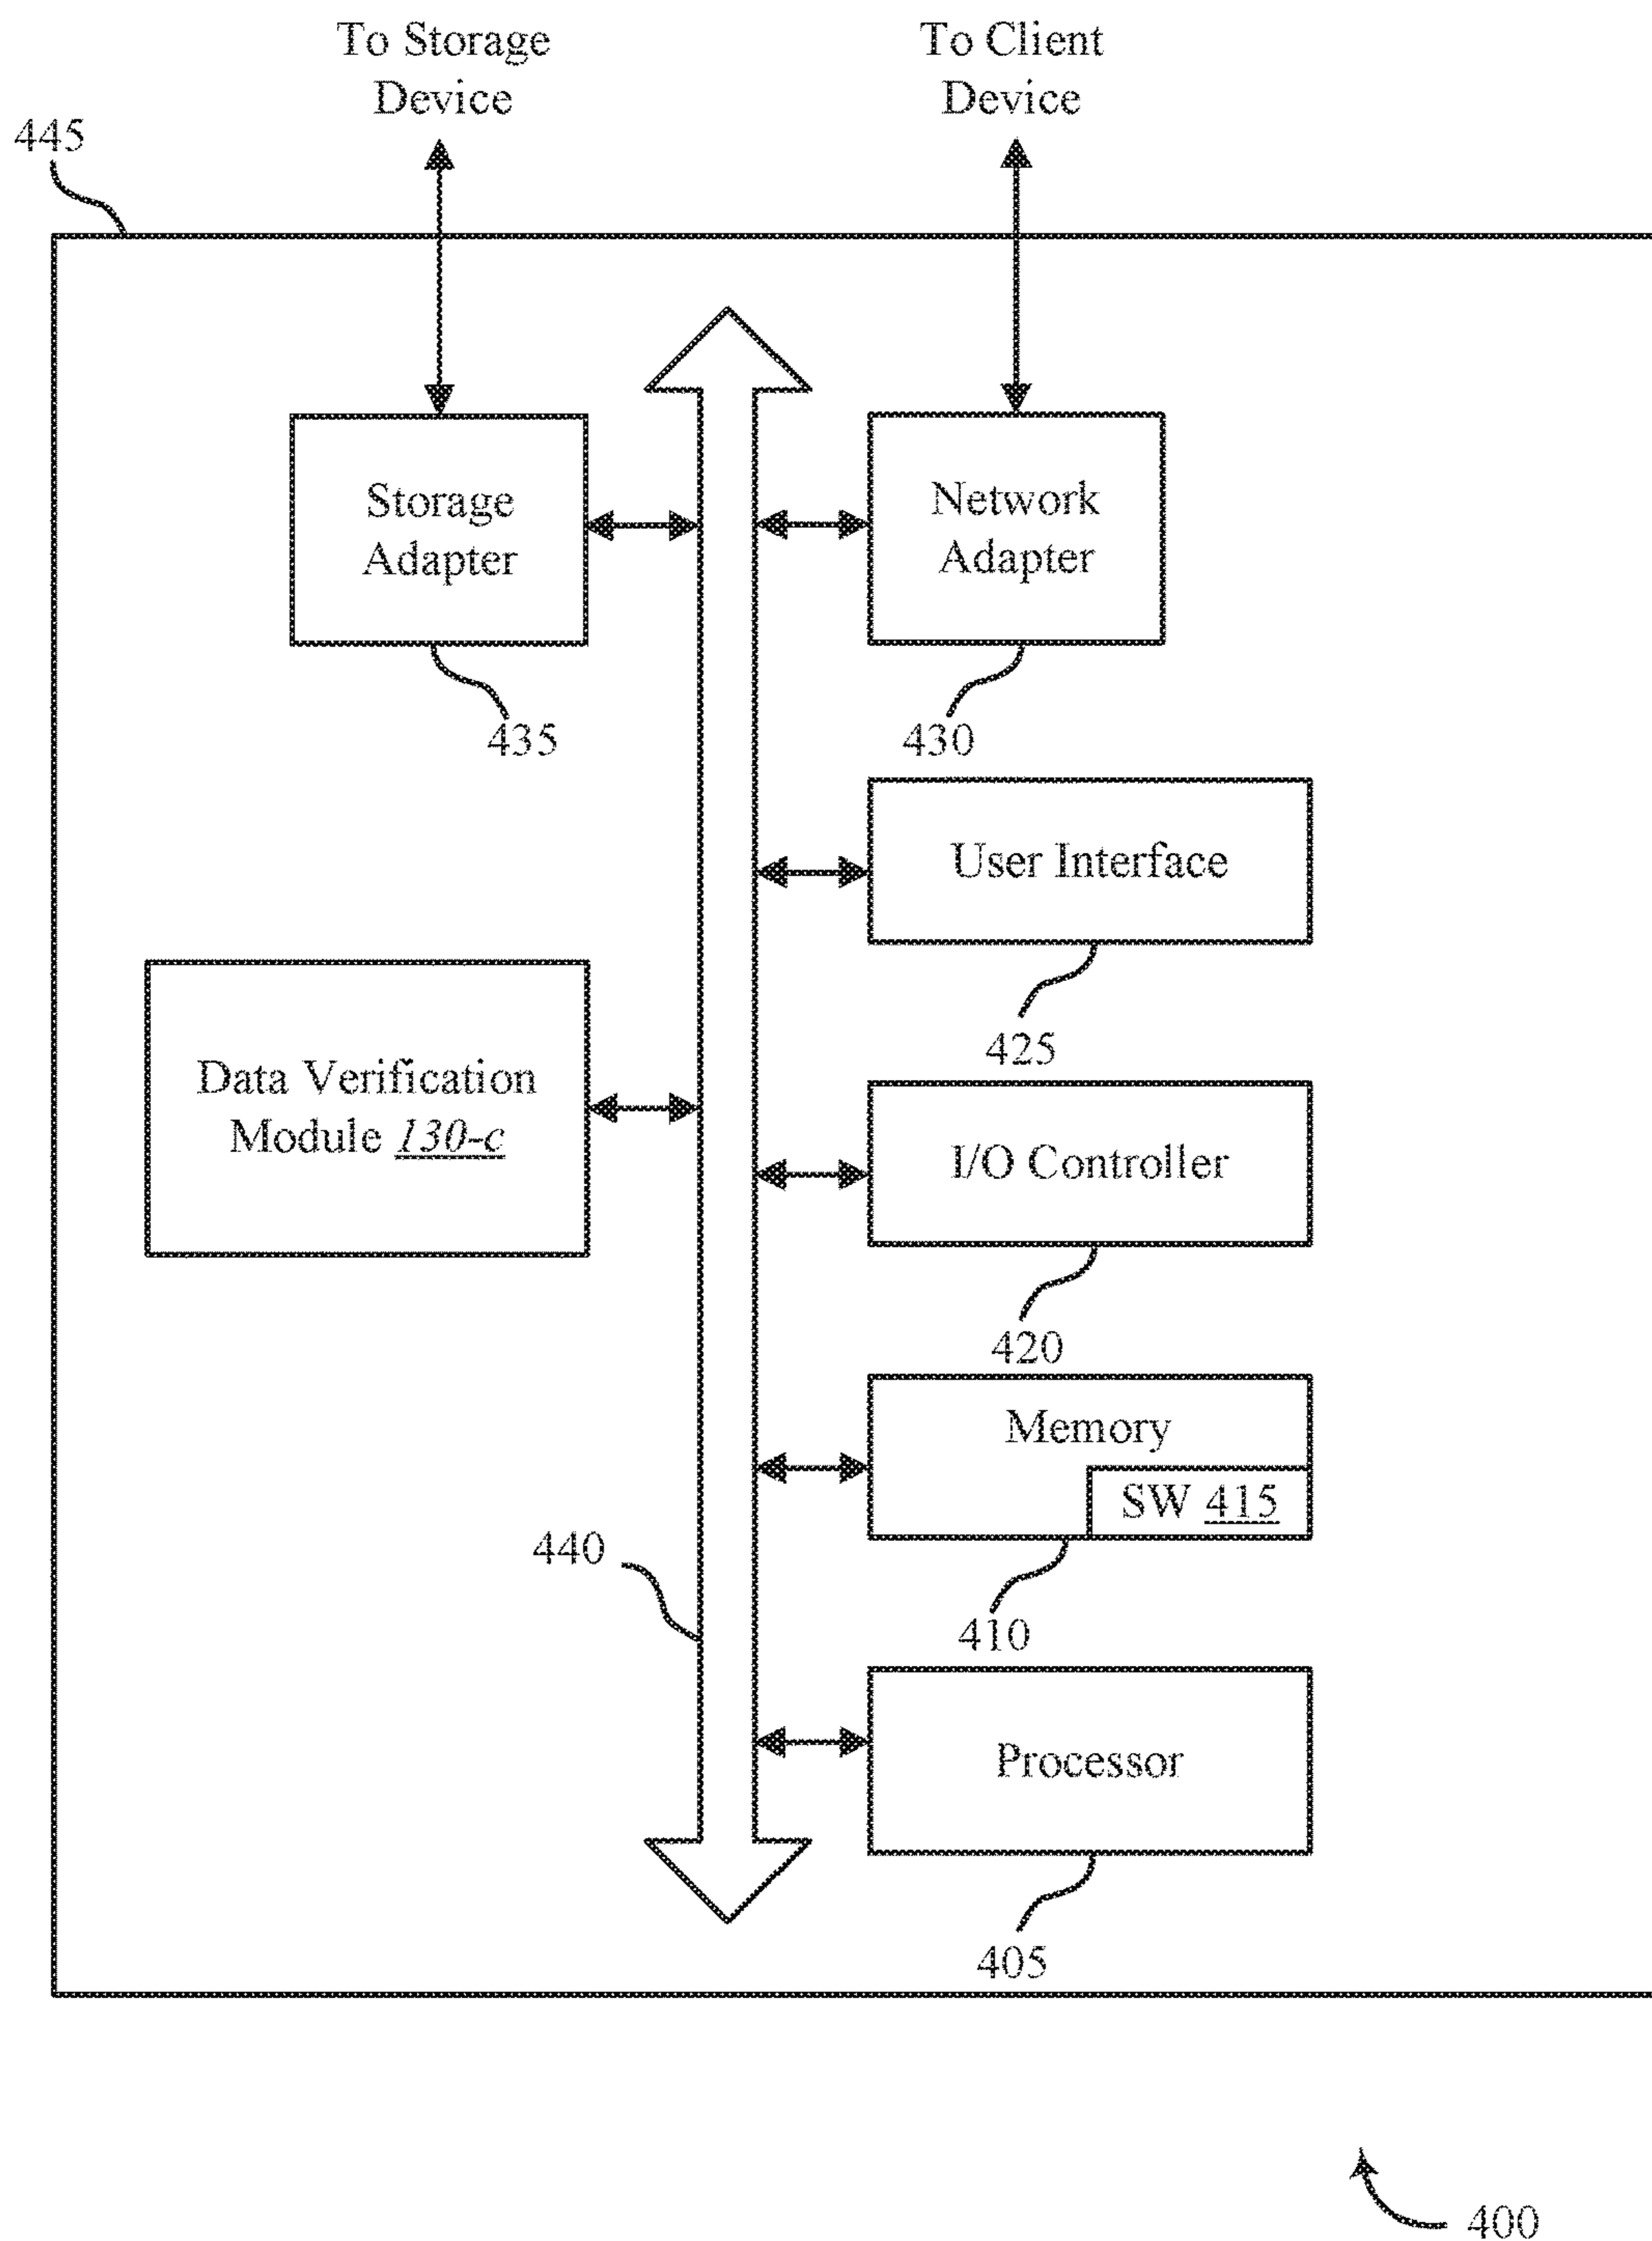 To Storage
Device
To Client
Device
445
Storage
Adapter
Network
Adapter
435
430
User Interface
425
Data Verification
Module 130-c
I/O Controller
420
Memory
SW 415
440
410
Processor
405
400